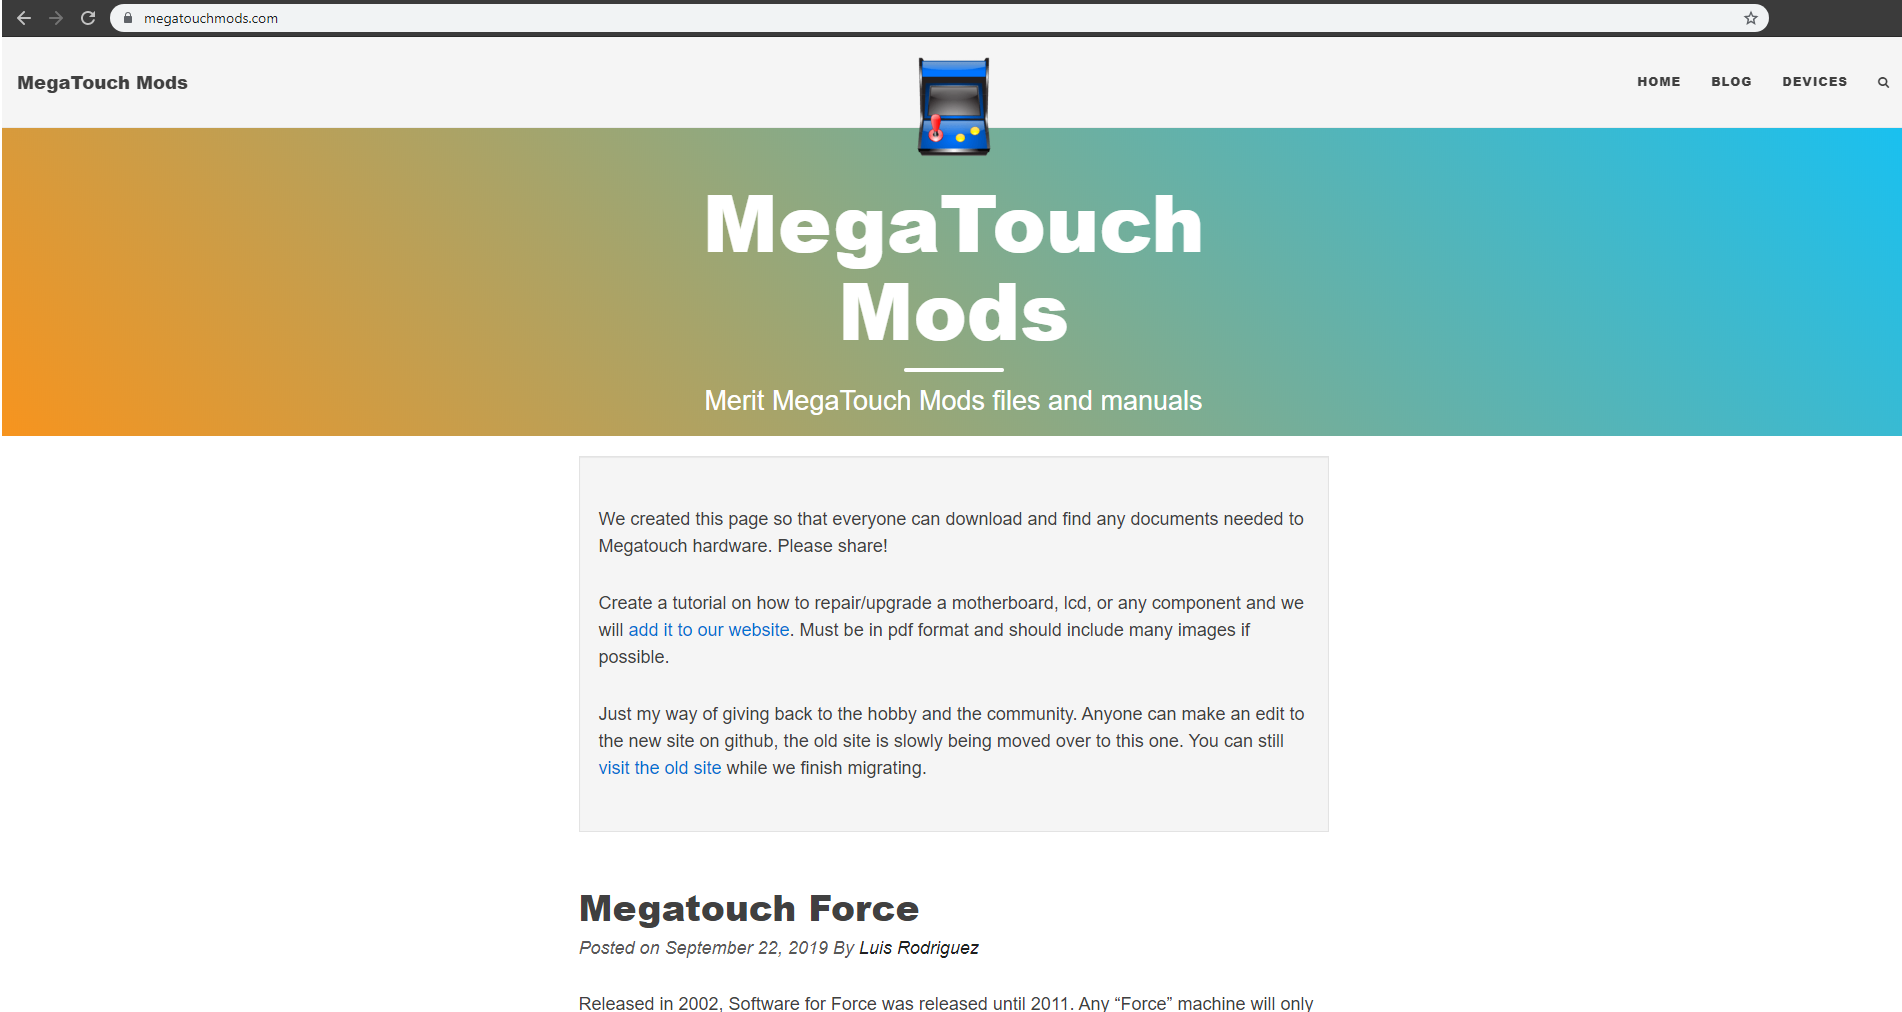 megatouchmods.com
MegaTouch Mods
HOME BLOG DEVICES
MegaTouch
Mods
Merit MegaTouch Mods files and manuals
We created this page so that everyone can download and find any documents needed to
Megatouch hardware. Please share!
Create a tutorial on how to repair/upgrade a motherboard, lcd, or any component and we
will add it to our website. Must be in pdf format and should include many images if
possible.
Just my way of giving back to the hobby and the community. Anyone can make an edit to
the new site on github, the old site is slowly being moved over to this one. You can still
visit the old site while we finish migrating.
Megatouch Force
Posted on September 22, 2019 By Luis Rodriguez
Released in 2002, Software for Force was released until 2011. Any “Force” machine will only